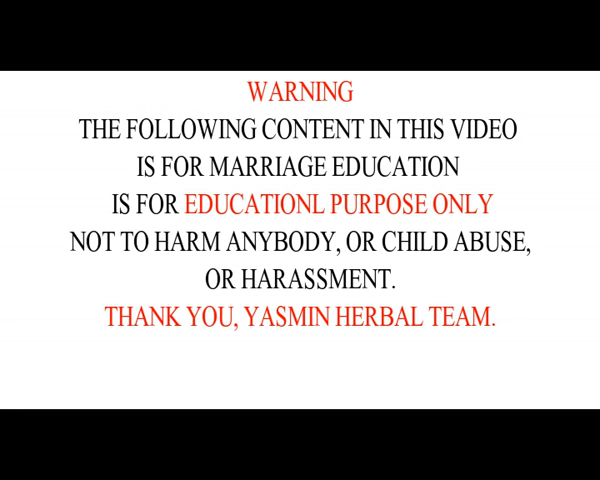 WARNING
THE FOLLOWING CONTENT IN THIS VIDEO
IS FOR MARRIAGE EDUCATION
IS FOR EDUCATIONL PURPOSE ONLY
NOT TO HARM ANYBODY, OR CHILD ABUSE,
OR HARASSMENT.
THANK YOU, YASMIN HERBAL TEAM.